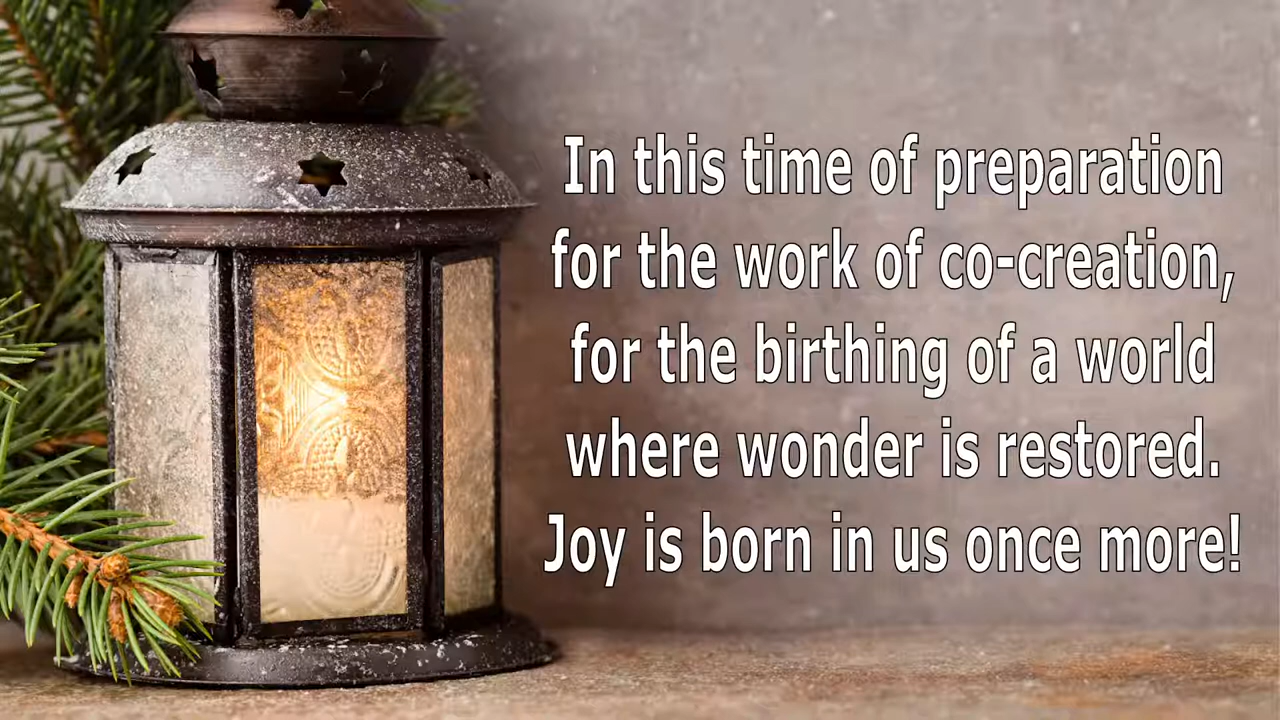 In this time of preparation
for the work of co-creation,
for the birthing of a world
where wonder is restored.
Joy is born in us once more!